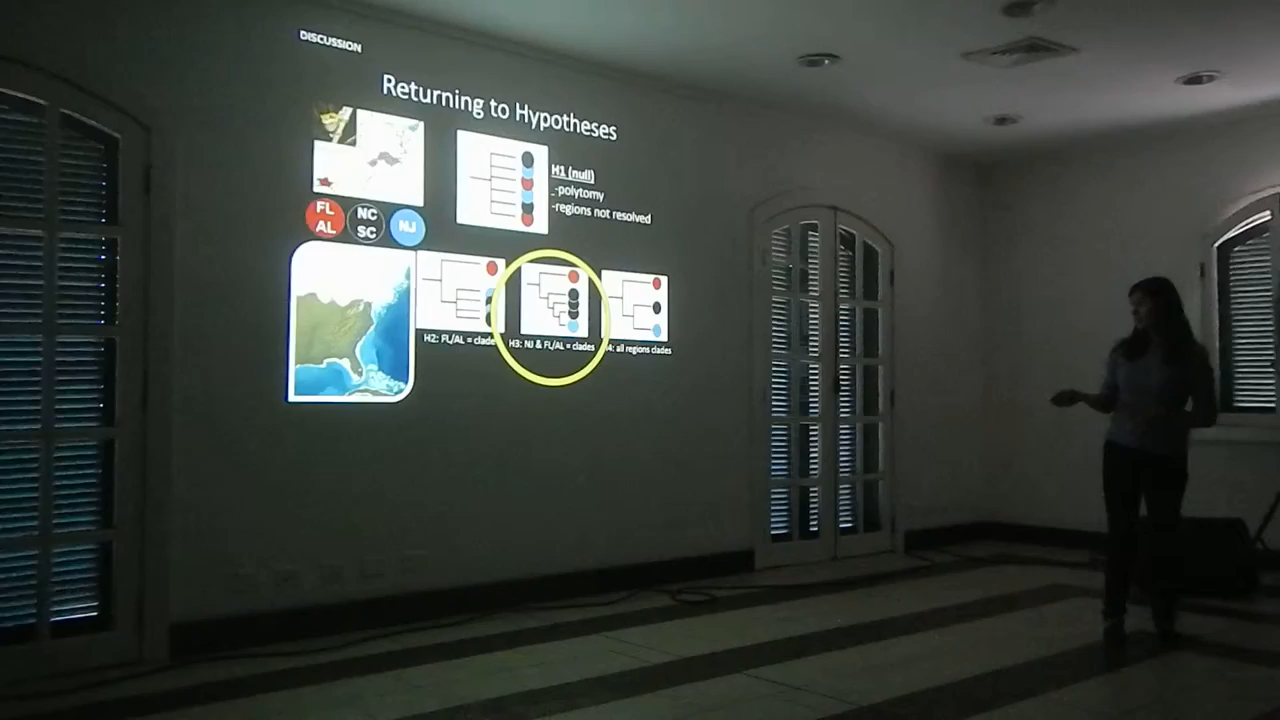 DISCUSSION
Returning to Hypotheses
H1 (null)
-polytomy
-regions not resolved
FL
AL
NC
SC
NJ
H2: FL/AL = clade
H3: NJ & FL/AL = clades
4: all regions clades